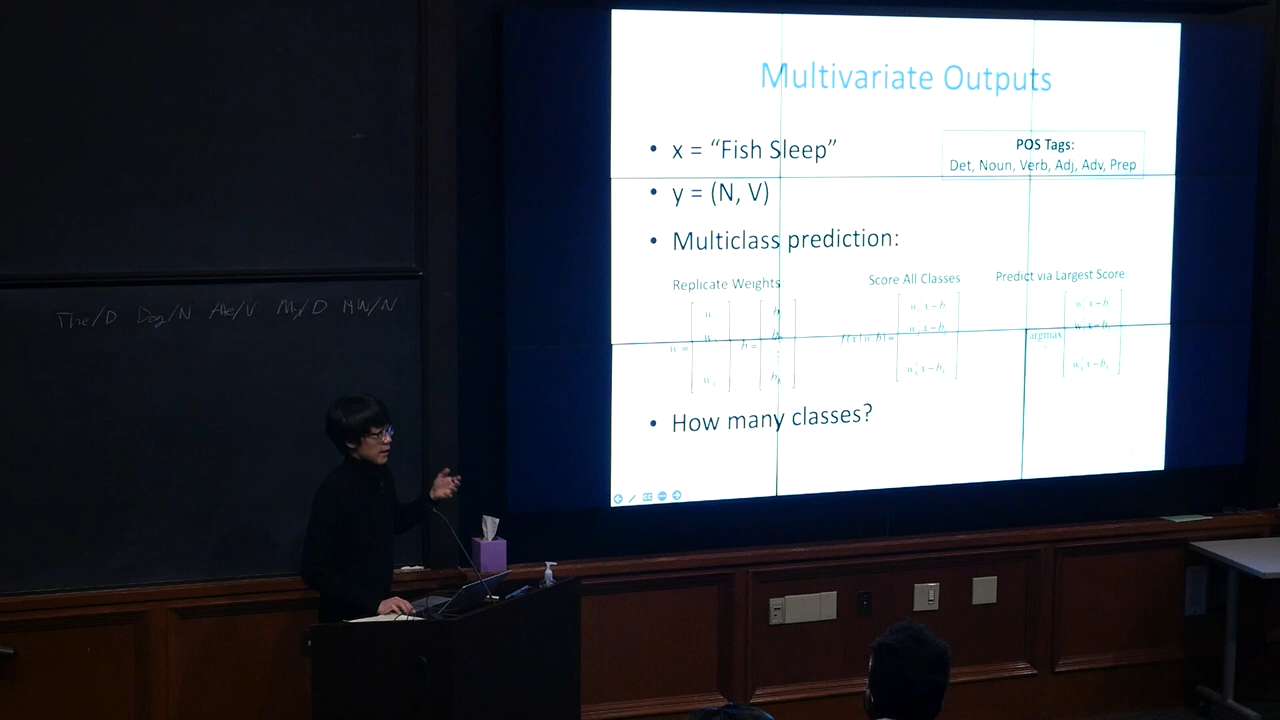 Multivariate Outputs
• x = “Fish Sleep”
POS Tags:
Det, Noun, Verb, Adj, Adv, Prep
• y = (N, V)
• Multiclass prediction:
Replicate Weights
Score All Classes
Predict via Largest Score
argmax
• How many classes?
The/D Dog/N Ate/V My/D HW/N